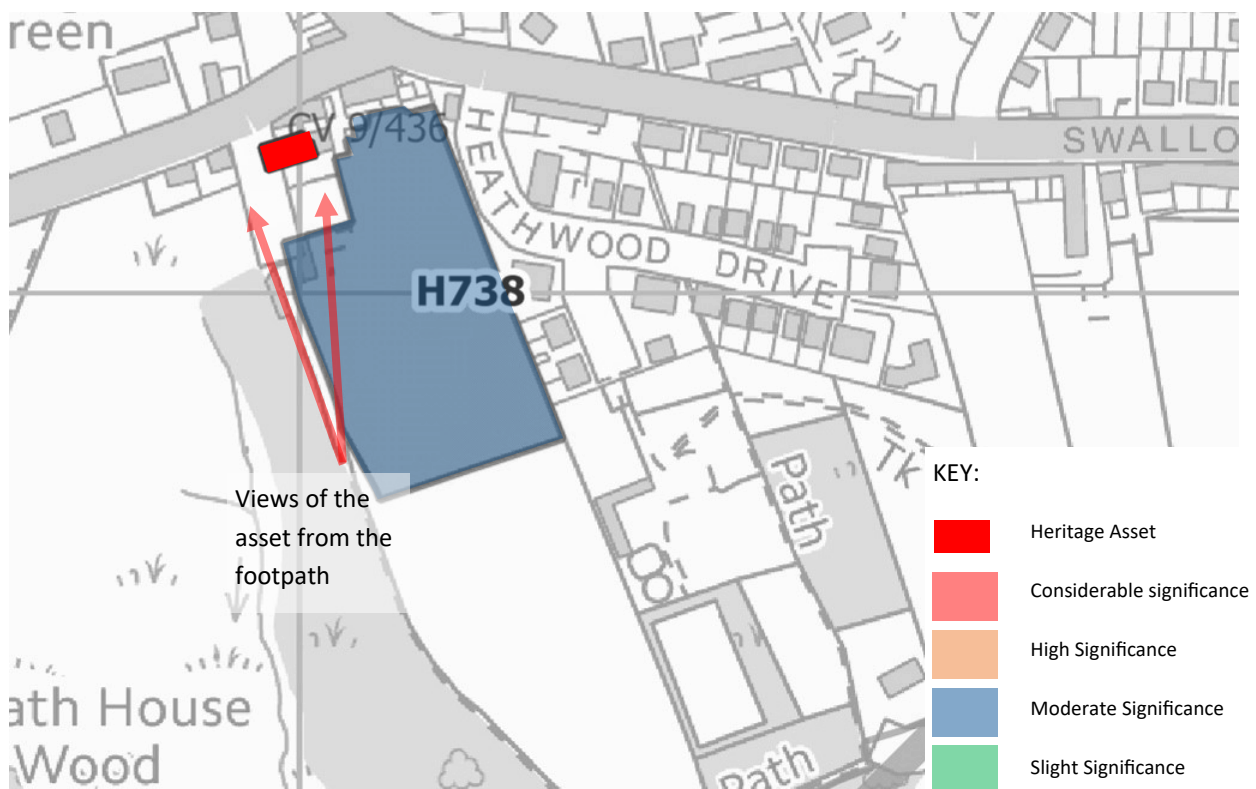 reen
CV 9/436
SWALLO
HEATHWOOD DRIVE
H738
Path
TK
Views of the
asset from the
footpath
KEY:
Heritage Asset
Considerable significance
High Significance
Moderate Significance
Slight Significance
ath House
Wood
Path